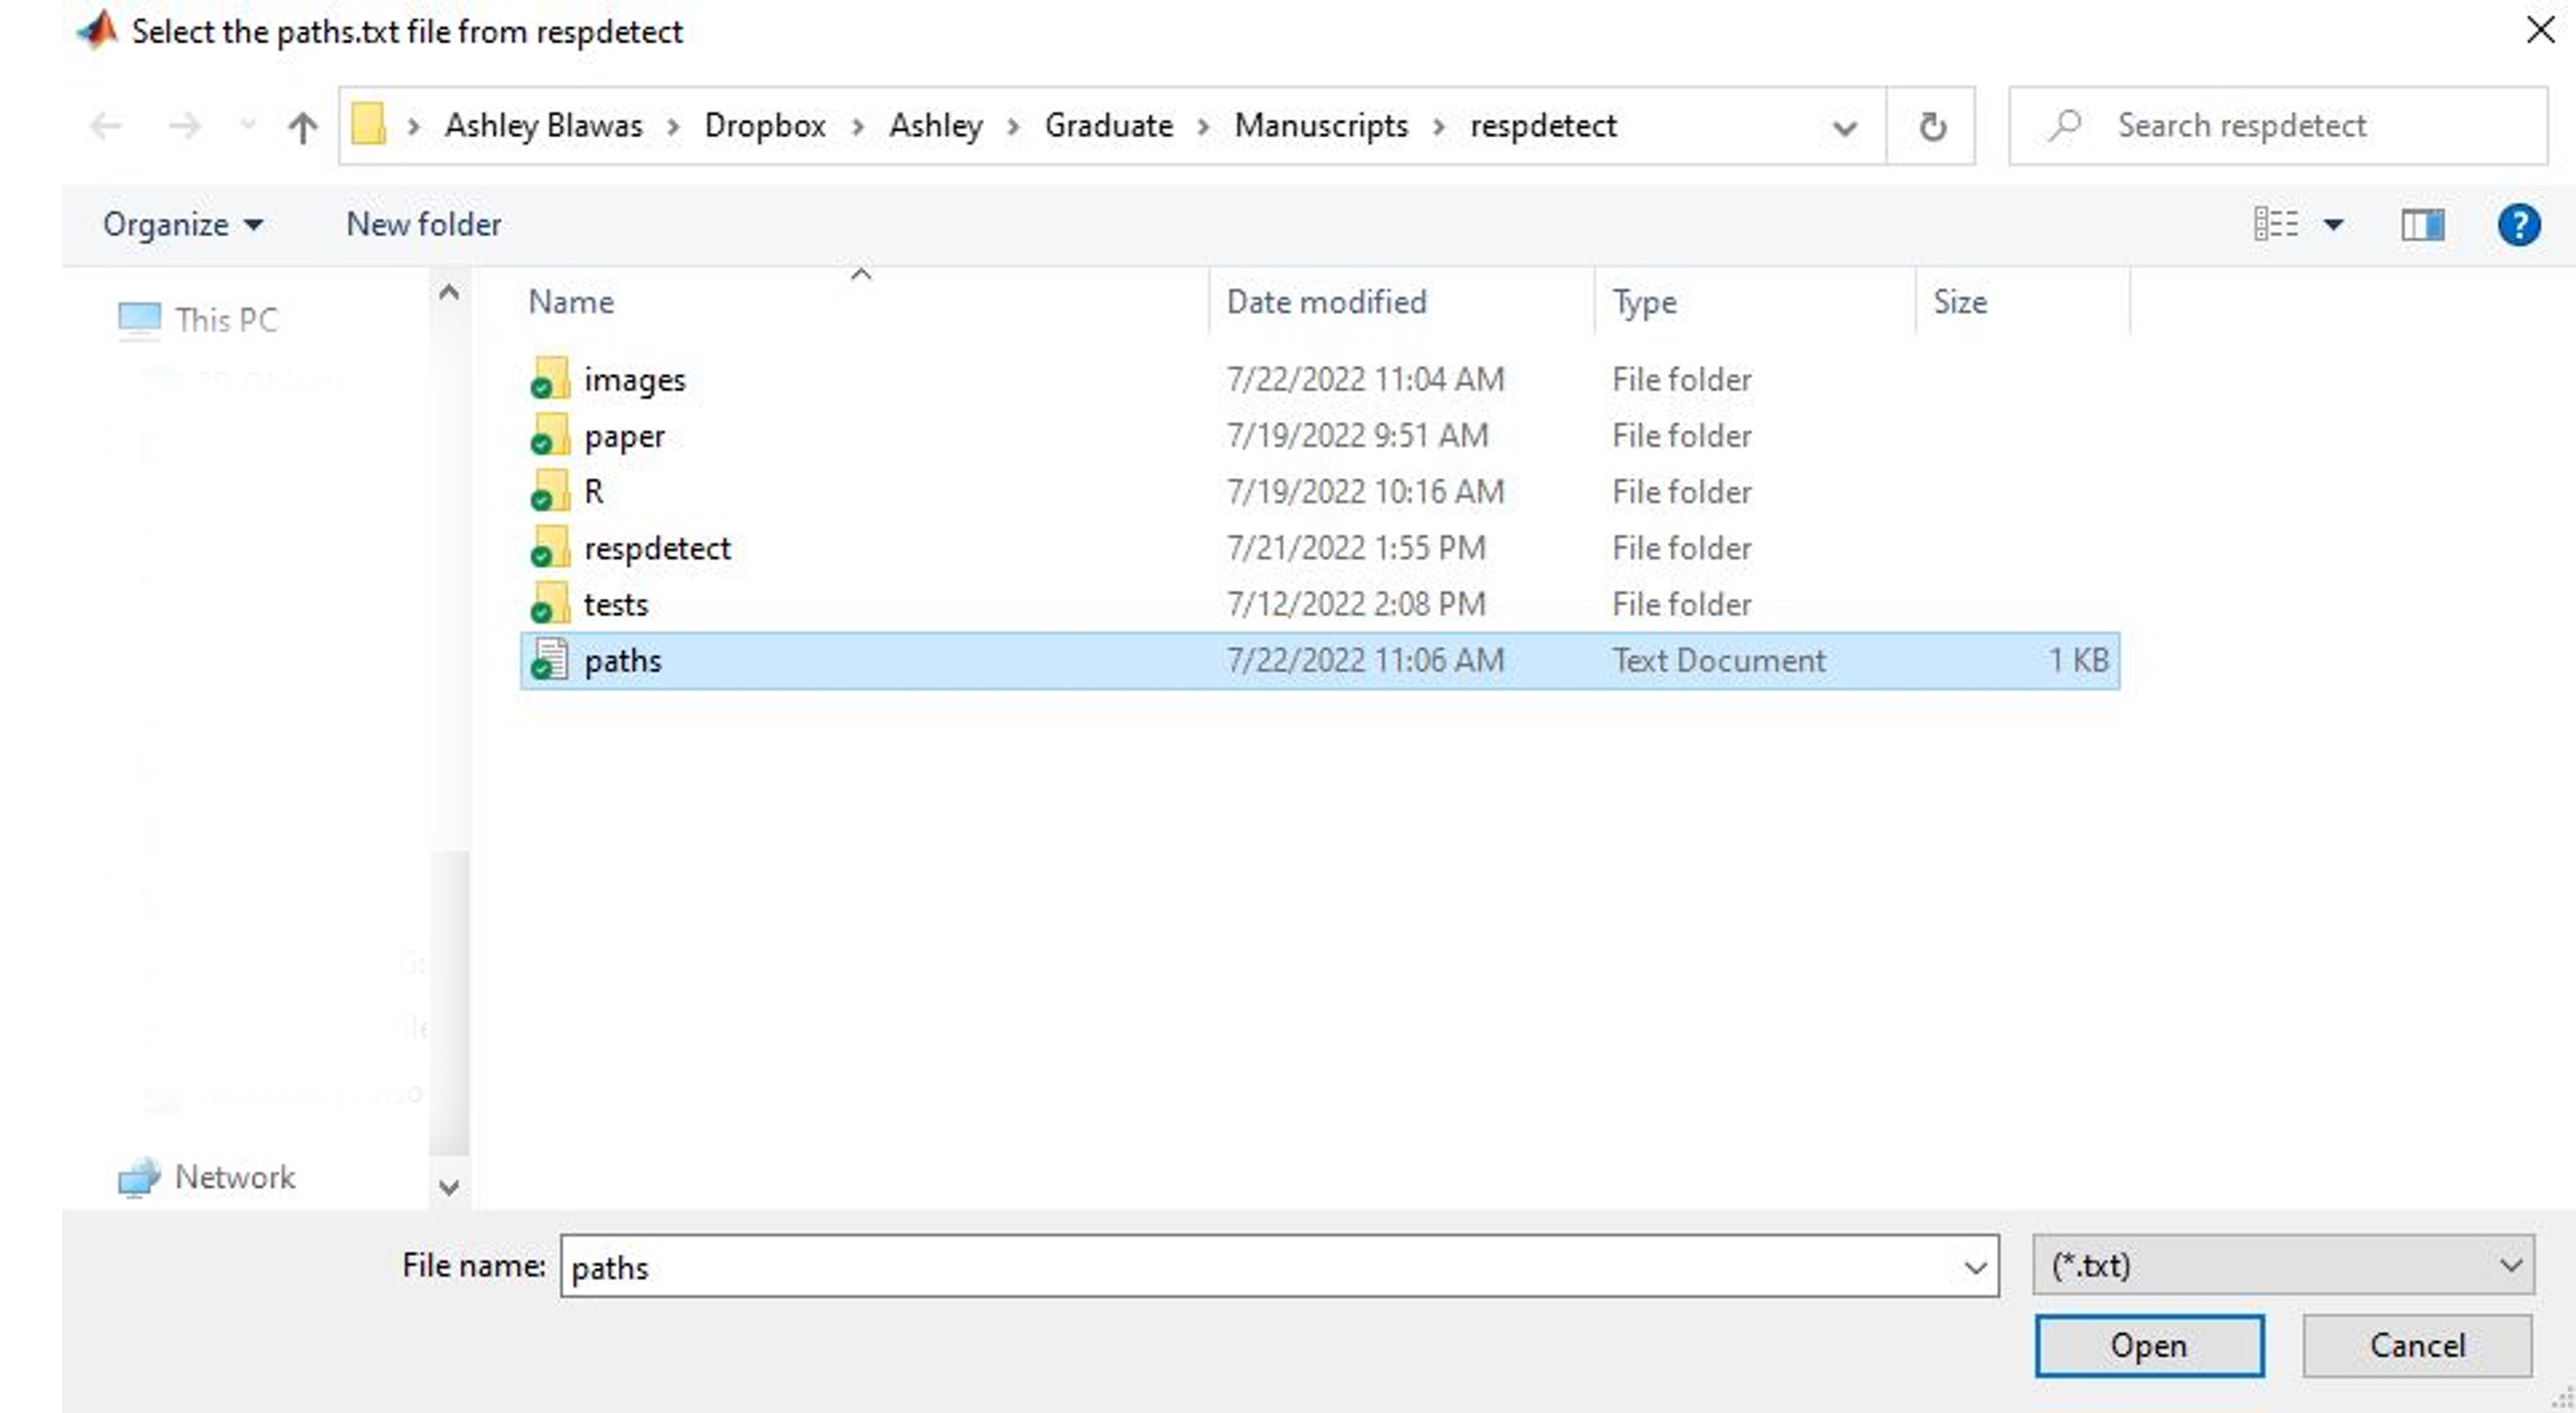 Select the paths.txt file from respdetect
Ashley Blawas > Dropbox > Ashley > Graduate > Manuscripts > respdetect
Search respdetect
Organize
New folder
Name Date modified Type Size
This PC
3D Objects
images 7/22/2022 11:04 AM File folder
paper 7/19/2022 9:51 AM File folder
R 7/19/2022 10:16 AM File folder
respdetect 7/21/2022 1:55 PM File folder
tests 7/12/2022 2:08 PM File folder
paths 7/22/2022 11:06 AM Text Document 1 KB
G:
Network
File name: paths (*.txt)
Open Cancel